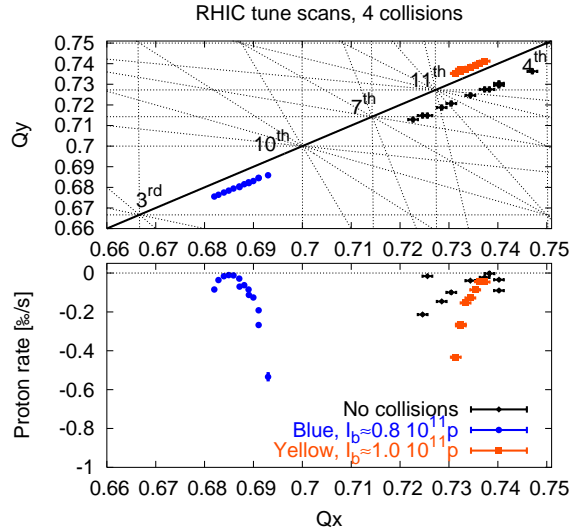 RHIC tune scans, 4 collisions
0.75
0.74
0.73
0.72
0.71
0.7
0.69
0.68
0.67
0.66
Qy
3rd
10th
7th
11th
4th
0.66 0.67 0.68 0.69 0.7 0.71 0.72 0.73 0.74 0.75
0
-0.2
-0.4
-0.6
-0.8
-1
Proton rate [‰/s]
No collisions
Blue, Ib≈0.8 10^11p
Yellow, Ib≈1.0 10^11p
0.66 0.67 0.68 0.69 0.7 0.71 0.72 0.73 0.74 0.75
Qx